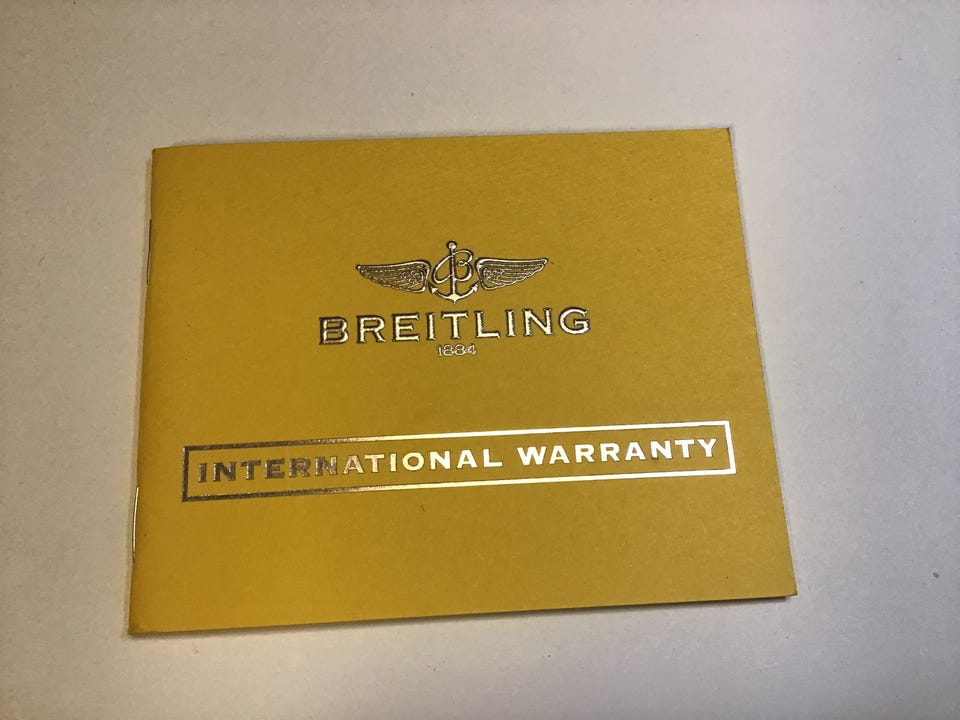 B
BREITLING
1884
INTERNATIONAL WARRANTY